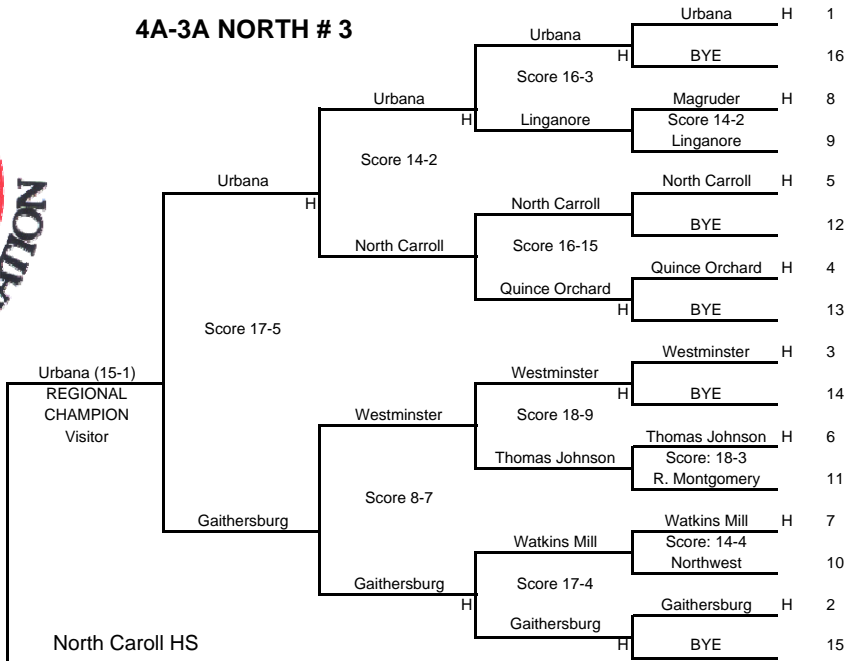 4A-3A NORTH # 3
Urbana H 1
Urbana
H BYE 16
Score 16-3
Urbana Magruder H 8
H Linganore Score 14-2
Linganore 9
Score 14-2
Urbana North Carroll H 5
H North Carroll
BYE 12
North Carroll Score 16-15
Quince Orchard H 4
Quince Orchard
H BYE 13
Score 17-5
Westminster H 3
Urbana (15-1) Westminster
REGIONAL H BYE 14
CHAMPION Westminster Score 18-9
Visitor
Thomas Johnson H 6
Thomas Johnson Score: 18-3
R. Montgomery 11
Score 8-7
Gaithersburg Watkins Mill H 7
Watkins Mill Score: 14-4
Northwest 10
Gaithersburg Score 17-4
H Gaithersburg H 2
Gaithersburg
North Caroll HS H BYE 15